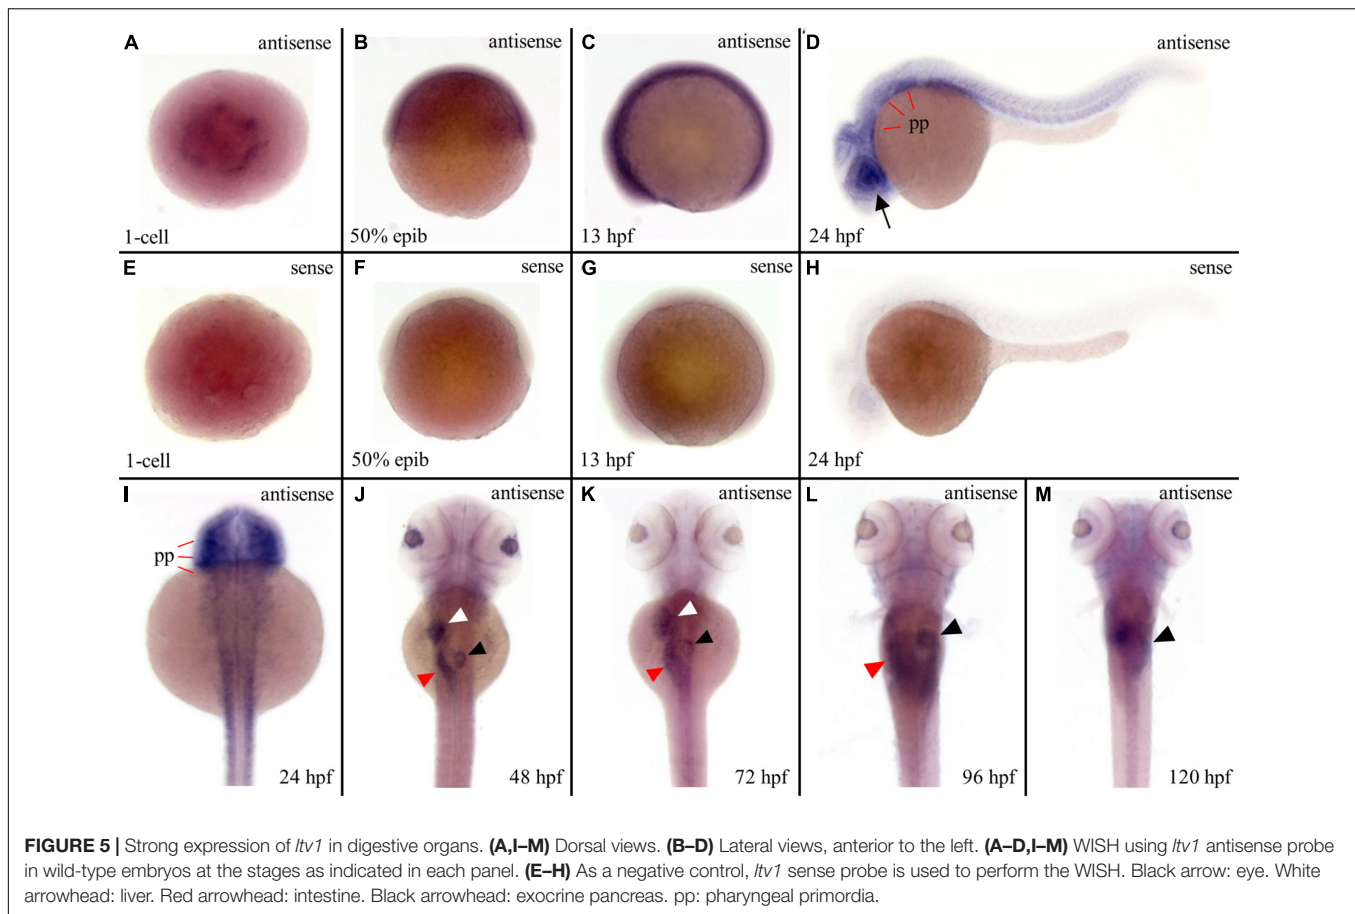 A antisense
B antisense
C antisense
D antisense
pp
1-cell
50% epib
13 hpf
24 hpf
E sense
F sense
G sense
H sense
1-cell
50% epib
13 hpf
24 hpf
I antisense
J antisense
K antisense
L antisense
M antisense
pp
24 hpf
48 hpf
72 hpf
96 hpf
120 hpf
FIGURE 5 | Strong expression of ltv1 in digestive organs. (A,I–M) Dorsal views. (B–D) Lateral views, anterior to the left. (A–D,I–M) WISH using ltv1 antisense probe
in wild-type embryos at the stages as indicated in each panel. (E–H) As a negative control, ltv1 sense probe is used to perform the WISH. Black arrow: eye. White
arrowhead: liver. Red arrowhead: intestine. Black arrowhead: exocrine pancreas. pp: pharyngeal primordia.